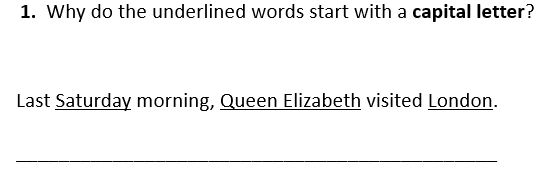 1. Why do the underlined words start with a capital letter?
Last Saturday morning, Queen Elizabeth visited London.